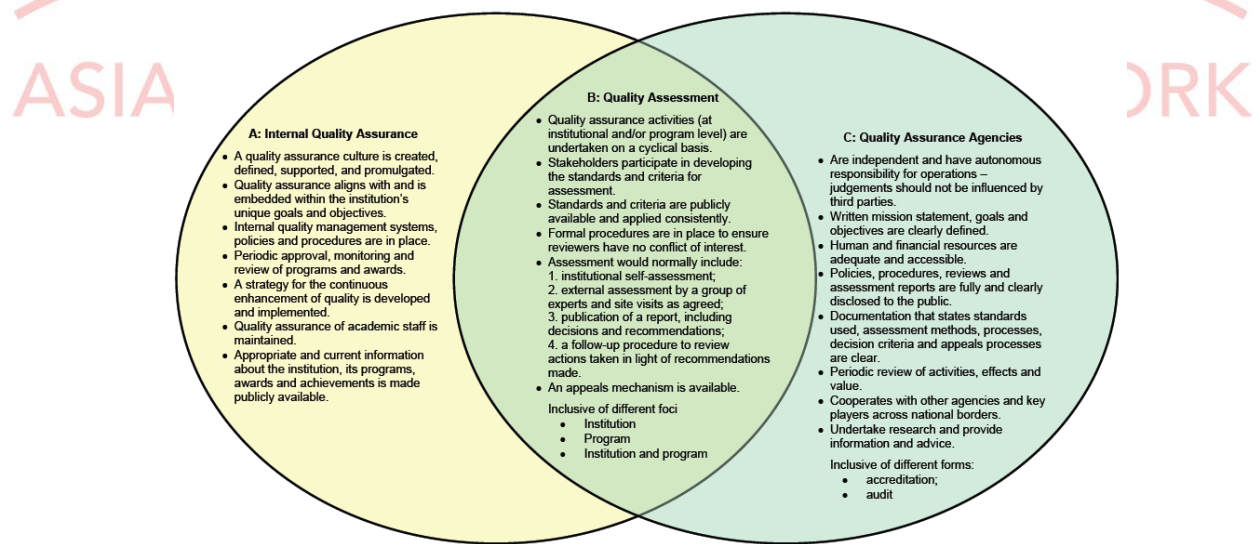 ASIA
ORK
A: Internal Quality Assurance
• A quality assurance culture is created,
defined, supported, and promulgated.
• Quality assurance aligns with and is
embedded within the institution's
unique goals and objectives.
• Internal quality management systems,
policies and procedures are in place.
• Periodic approval, monitoring and
review of programs and awards.
• A strategy for the continuous
enhancement of quality is developed
and implemented.
• Quality assurance of academic staff is
maintained.
• Appropriate and current information
about the institution, its programs,
awards and achievements is made
publicly available.
B: Quality Assessment
• Quality assurance activities (at
institutional and/or program level) are
undertaken on a cyclical basis.
• Stakeholders participate in developing
the standards and criteria for
assessment.
• Standards and criteria are publicly
available and applied consistently.
• Formal procedures are in place to ensure
reviewers have no conflict of interest.
• Assessment would normally include:
1. institutional self-assessment;
2. external assessment by a group of
experts and site visits as agreed;
3. publication of a report, including
decisions and recommendations;
4. a follow-up procedure to review
actions taken in light of recommendations
made.
• An appeals mechanism is available.
Inclusive of different foci
• Institution
• Program
• Institution and program
C: Quality Assurance Agencies
• Are independent and have autonomous
responsibility for operations –
judgements should not be influenced by
third parties.
• Written mission statement, goals and
objectives are clearly defined.
• Human and financial resources are
adequate and accessible.
• Policies, procedures, reviews and
assessment reports are fully and clearly
disclosed to the public.
• Documentation that states standards
used, assessment methods, processes,
decision criteria and appeals processes
are clear.
• Periodic review of activities, effects and
value.
• Cooperates with other agencies and key
players across national borders.
• Undertake research and provide
information and advice.
Inclusive of different forms:
• accreditation;
• audit